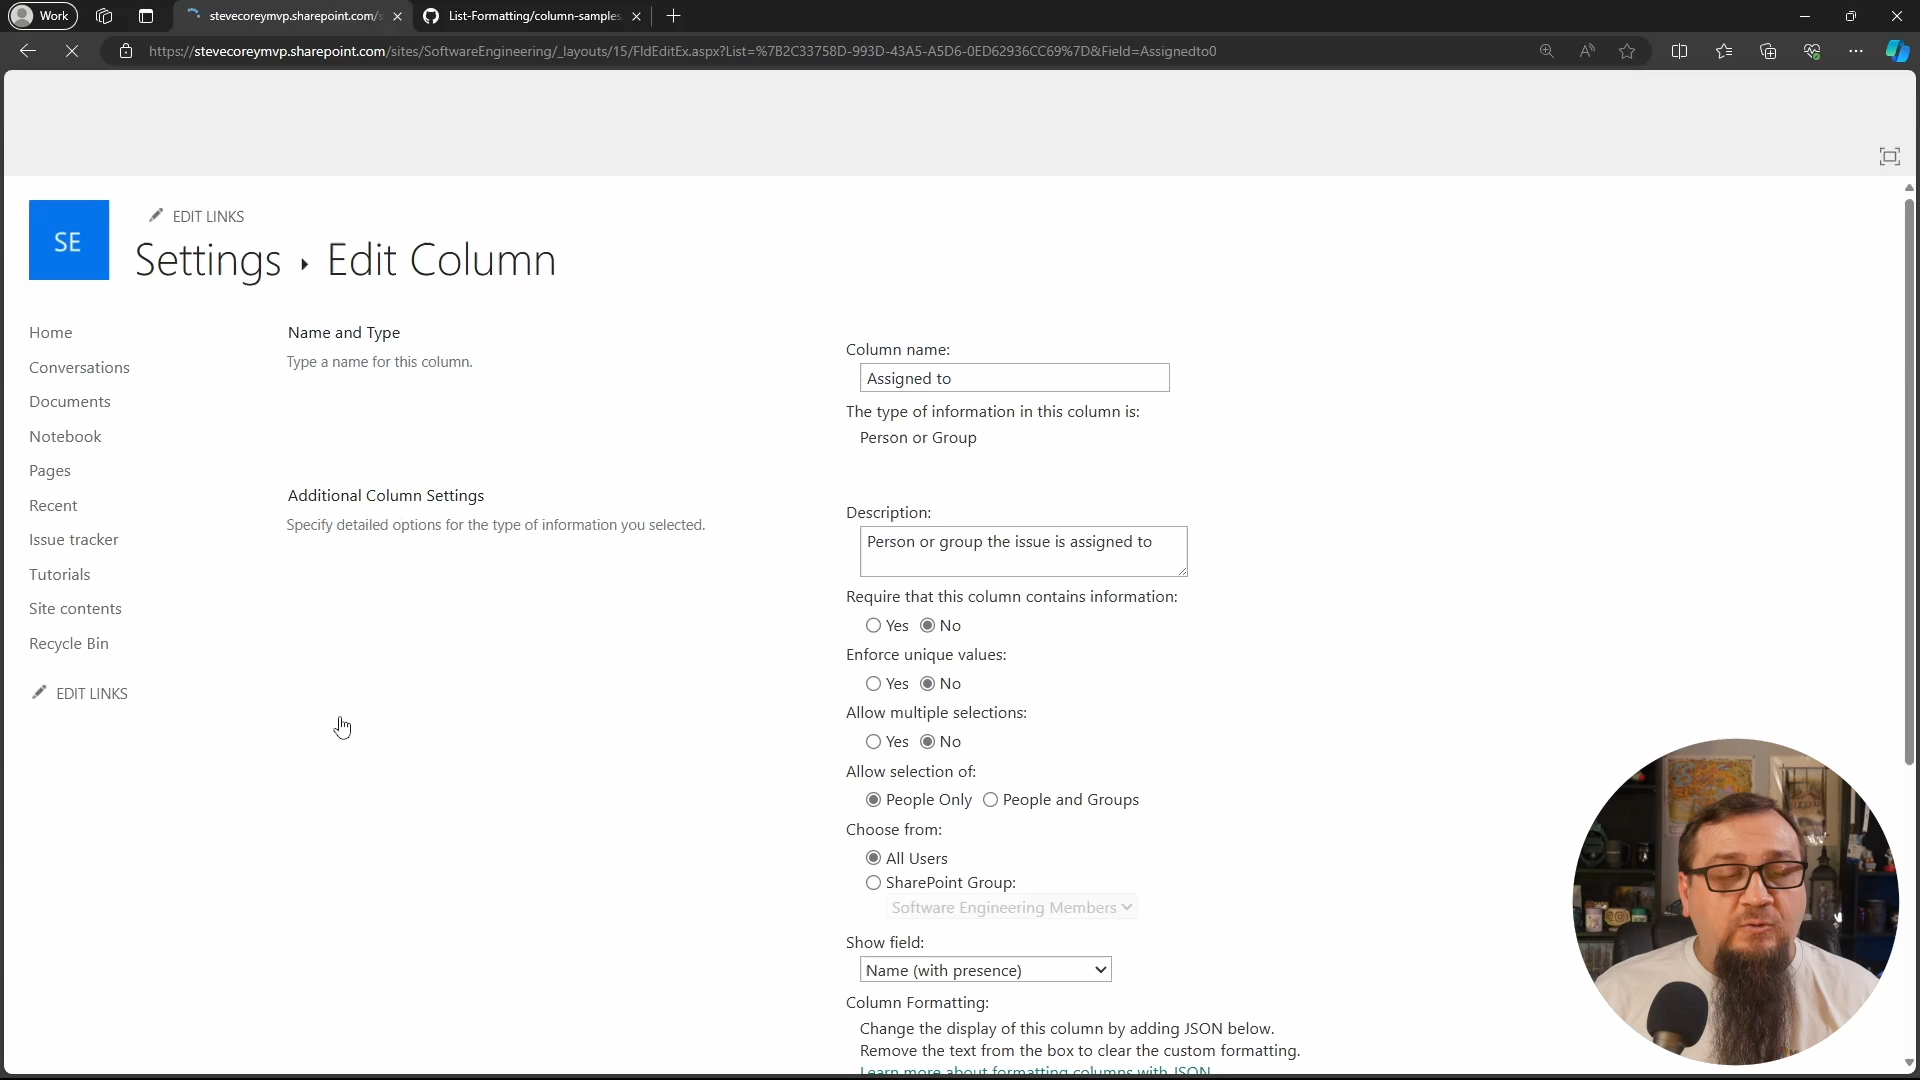 Work
stevecoreymvp.sharepoint.com/s
List-Formatting/column-samples
https://stevecoreymvp.sharepoint.com/sites/SoftwareEngineering/_layouts/15/FldEditEx.aspx?List=%7B2C33758D-993D-43A5-A5D6-0ED62936CC69%7D&Field=Assignedto0
SE
EDIT LINKS
Settings ▸ Edit Column
Home
Conversations
Documents
Notebook
Pages
Recent
Issue tracker
Tutorials
Site contents
Recycle Bin
EDIT LINKS
Name and Type
Type a name for this column.
Column name:
Assigned to
The type of information in this column is:
Person or Group
Additional Column Settings
Specify detailed options for the type of information you selected.
Description:
Person or group the issue is assigned to
Require that this column contains information:
Yes No
Enforce unique values:
Yes No
Allow multiple selections:
Yes No
Allow selection of:
People Only People and Groups
Choose from:
All Users
SharePoint Group:
Software Engineering Members
Show field:
Name (with presence)
Column Formatting:
Change the display of this column by adding JSON below.
Remove the text from the box to clear the custom formatting.
Learn more about formatting columns with JSON